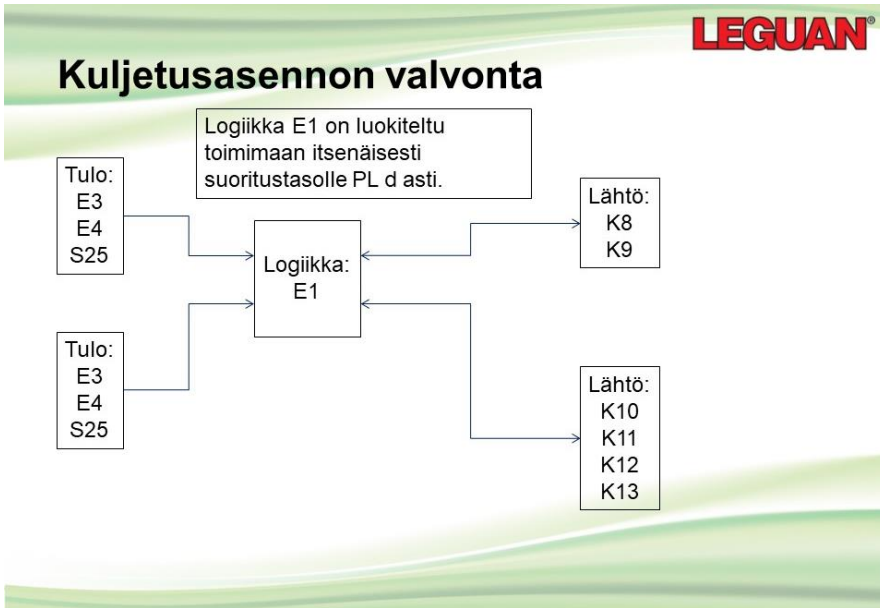 LEGUAN®
Kuljetusasennon valvonta
Logiikka E1 on luokiteltu
toimimaan itsenäisesti
suoritustasolle PL d asti.
Tulo:
E3
E4
S25
Logiikka:
E1
Lähtö:
K8
K9
Tulo:
E3
E4
S25
Lähtö:
K10
K11
K12
K13